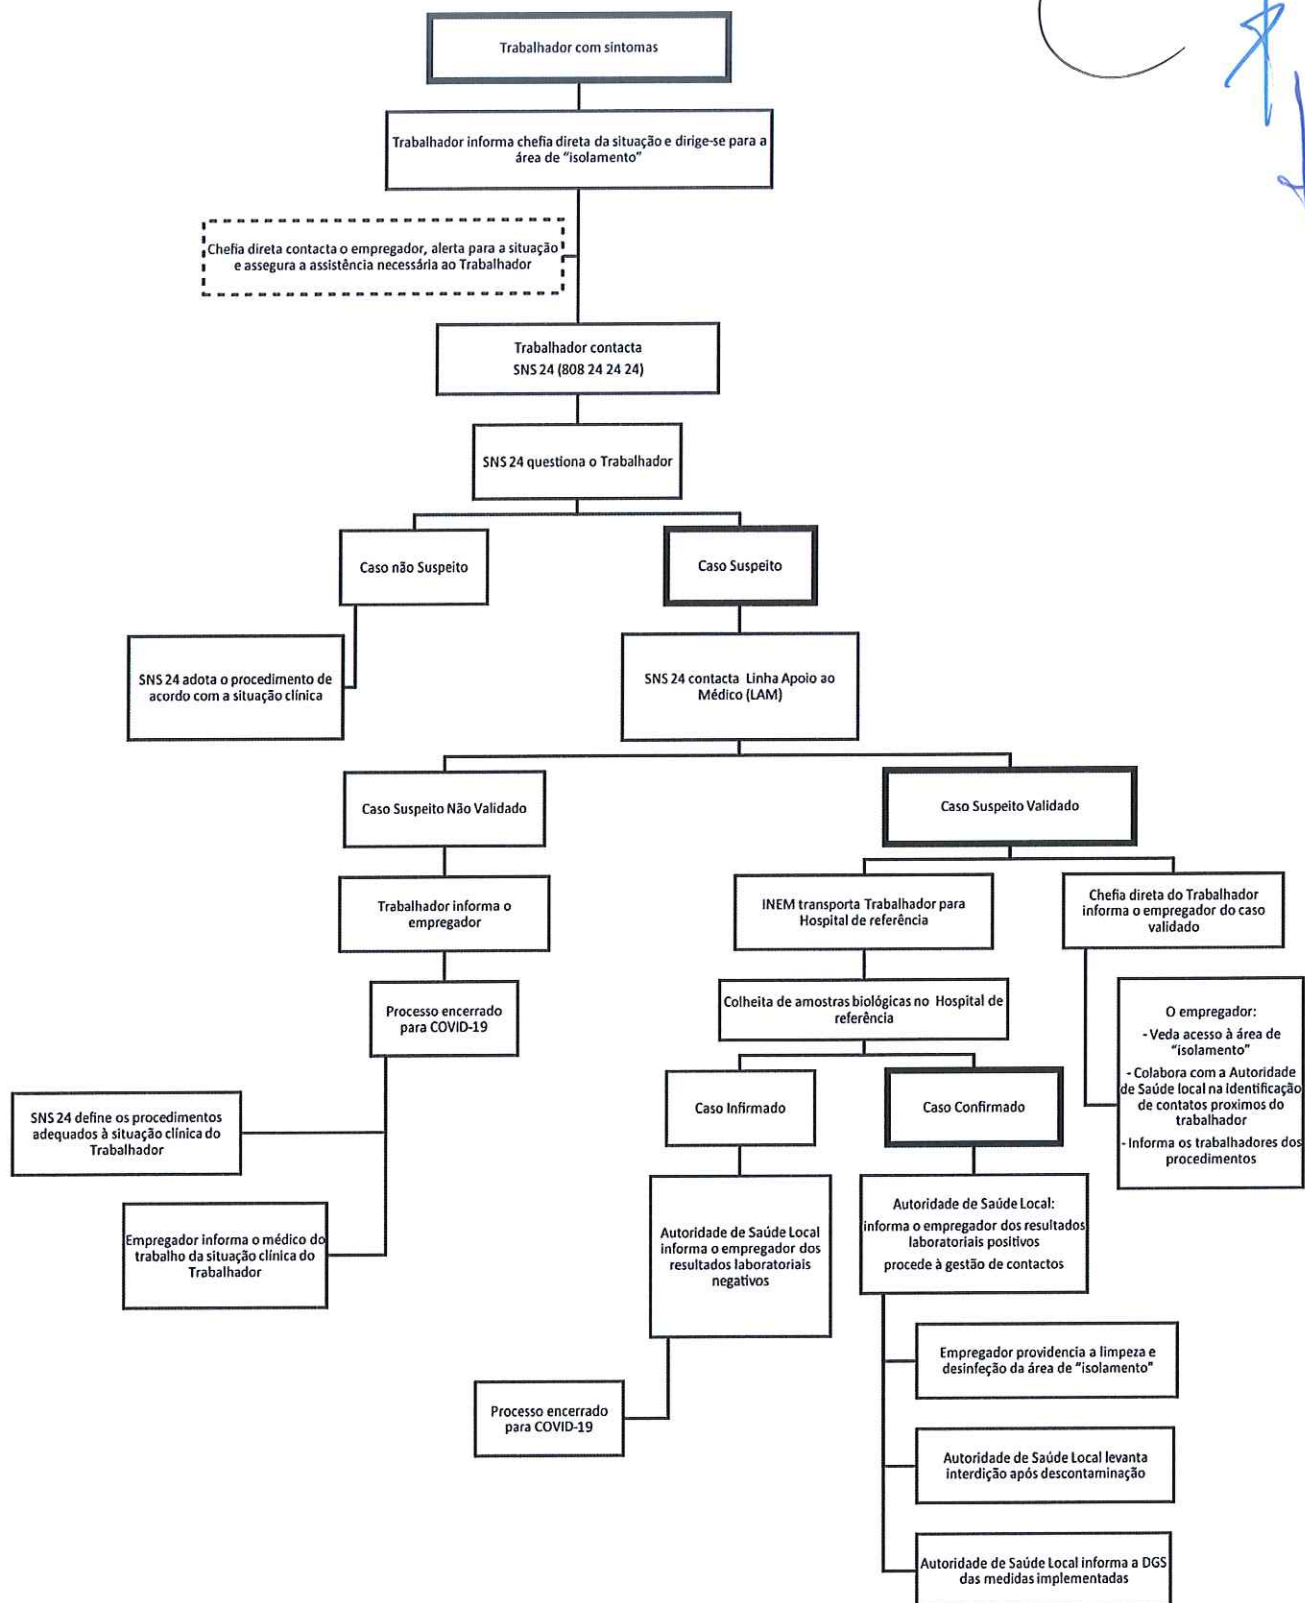 Trabalhador com sintomas
Trabalhador informa chefia direta da situação e dirige-se para a
área de “isolamento”
Chefia direta contacta o empregador, alerta para a situação
e assegura a assistência necessária ao Trabalhador
Trabalhador contacta
SNS 24 (808 24 24 24)
SNS 24 questiona o Trabalhador
Caso não Suspeito
Caso Suspeito
SNS 24 adota o procedimento de
acordo com a situação clínica
SNS 24 contacta Linha Apoio ao
Médico (LAM)
Caso Suspeito Não Validado
Caso Suspeito Validado
Trabalhador informa o
empregador
INEM transporta Trabalhador para
Hospital de referência
Chefia direta do Trabalhador
informa o empregador do caso
validado
Processo encerrado
para COVID-19
Colheita de amostras biológicas no Hospital de
referência
O empregador:
- Veda acesso à área de
“isolamento”
- Colabora com a Autoridade
de Saúde local na identificação
de contatos proximos do
trabalhador
- Informa os trabalhadores dos
procedimentos
SNS 24 define os procedimentos
adequados à situação clínica do
Trabalhador
Caso Infirmado
Caso Confirmado
Empregador informa o médico do
trabalho da situação clínica do
Trabalhador
Autoridade de Saúde Local
informa o empregador dos
resultados laboratoriais
negativos
Autoridade de Saúde Local:
informa o empregador dos resultados
laboratoriais positivos
procede à gestão de contactos
Empregador providencia a limpeza e
desinfeção da área de “isolamento”
Processo encerrado
para COVID-19
Autoridade de Saúde Local levanta
interdição após descontaminação
Autoridade de Saúde Local informa a DGS
das medidas implementadas